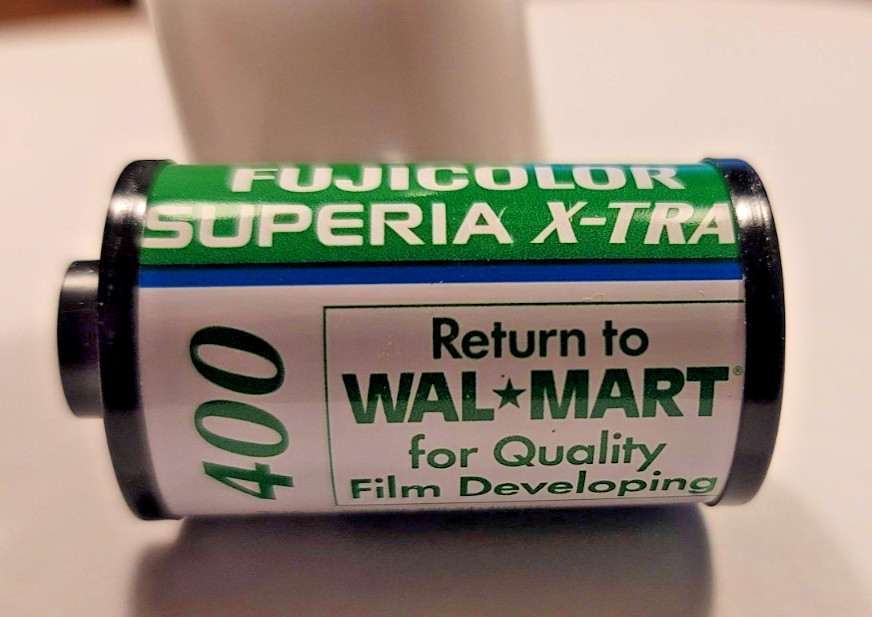 FUJICOLOR
SUPERIA X-TRA
400
Return to
WAL★MART®
for Quality
Film Developing